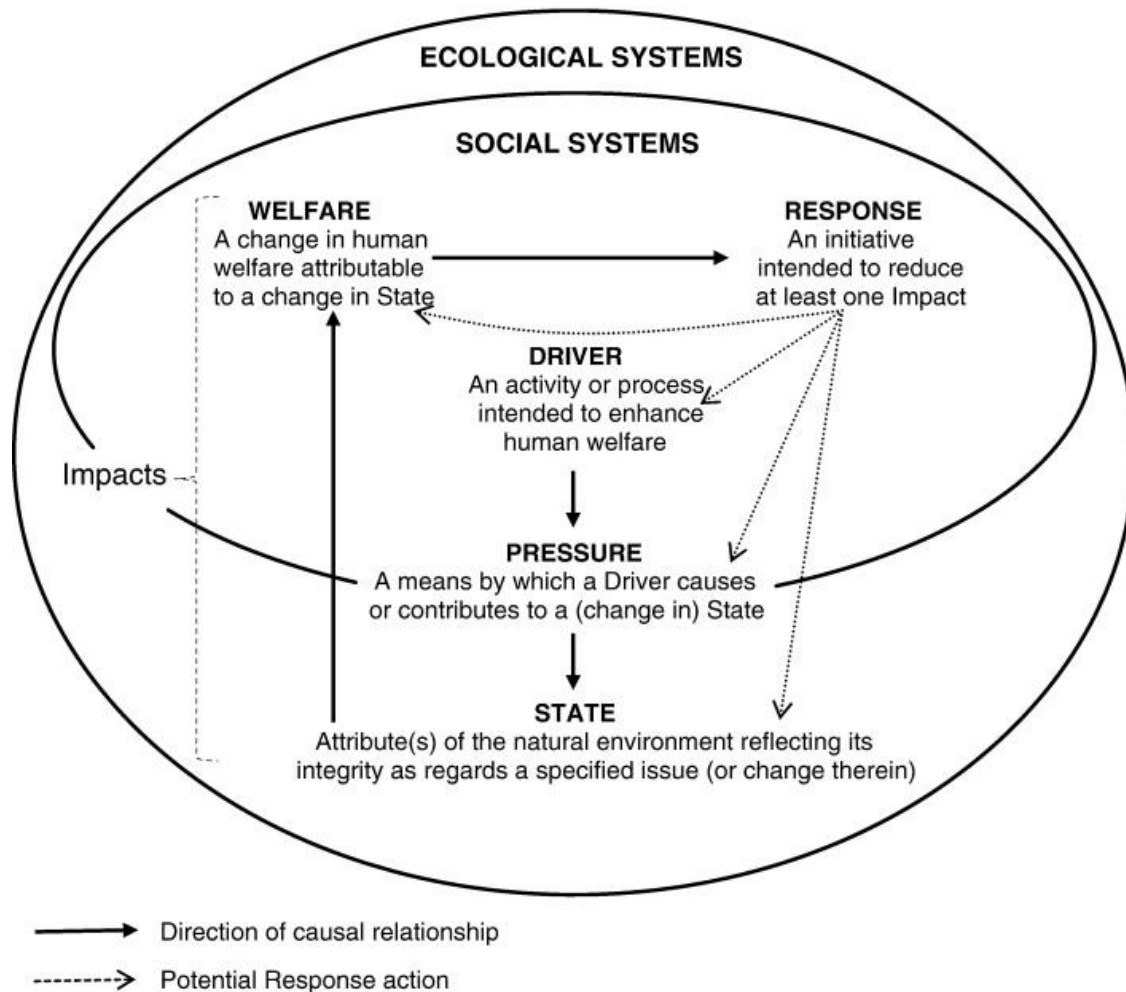 ECOLOGICAL SYSTEMS
SOCIAL SYSTEMS
WELFARE
A change in human
welfare attributable
to a change in State
RESPONSE
An initiative
intended to reduce
at least one Impact
DRIVER
An activity or process
intended to enhance
human welfare
Impacts
PRESSURE
A means by which a Driver causes
or contributes to a (change in) State
STATE
Attribute(s) of the natural environment reflecting its
integrity as regards a specified issue (or change therein)
Direction of causal relationship
Potential Response action